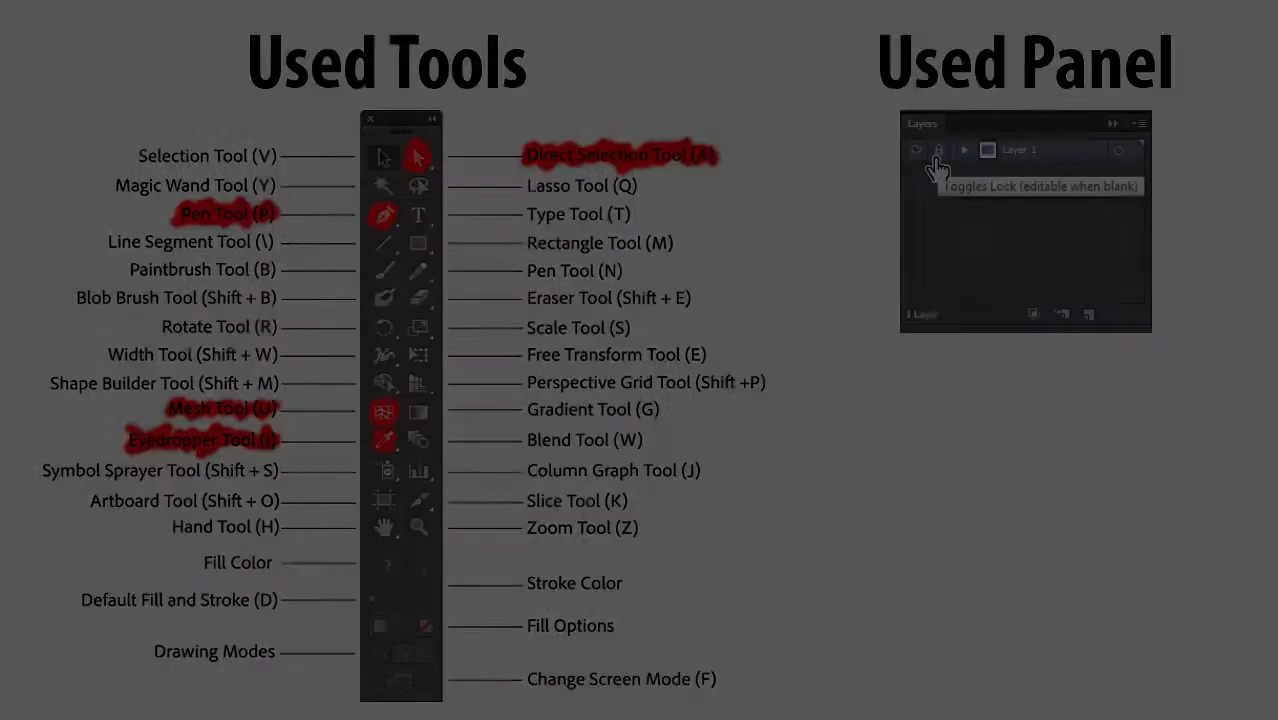 Used Tools
Used Panel
Selection Tool (V)
Magic Wand Tool (Y)
Pen Tool (P)
Line Segment Tool (\)
Paintbrush Tool (B)
Blob Brush Tool (Shift + B)
Rotate Tool (R)
Width Tool (Shift + W)
Shape Builder Tool (Shift + M)
Mesh Tool (U)
Eyedropper Tool (I)
Symbol Sprayer Tool (Shift + S)
Artboard Tool (Shift + O)
Hand Tool (H)
Fill Color
Default Fill and Stroke (D)
Drawing Modes
Direct Selection Tool (A)
Lasso Tool (Q)
Type Tool (T)
Rectangle Tool (M)
Pen Tool (N)
Eraser Tool (Shift + E)
Scale Tool (S)
Free Transform Tool (E)
Perspective Grid Tool (Shift +P)
Gradient Tool (G)
Blend Tool (W)
Column Graph Tool (J)
Slice Tool (K)
Zoom Tool (Z)
Stroke Color
Fill Options
Change Screen Mode (F)
Layers
Layer 1
Toggles Lock (editable when blank)
1 Layer